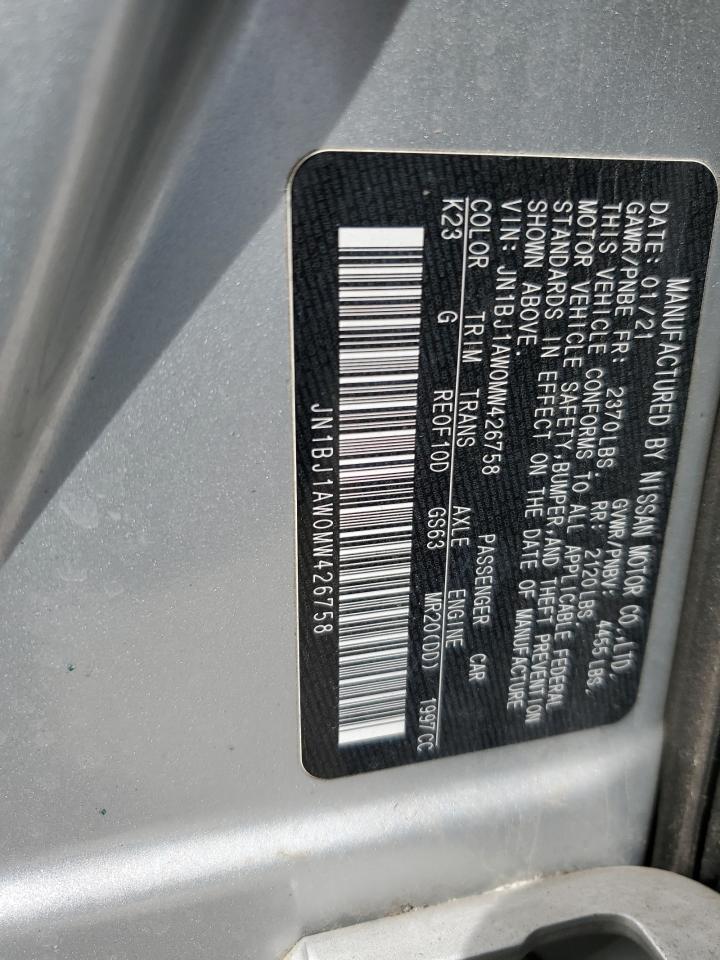 MANUFACTURED BY NISSAN MOTOR CO.,LTD.
DATE: 01/21 GVWR/PNBV: 4455 LBS,
GAWR/PNBE FR: 2370LBS, RR: 2120LBS
THIS VEHICLE CONFORMS TO ALL APPLICABLE FEDERAL
MOTOR VEHICLE SAFETY,BUMPER,AND THEFT PREVENTION
STANDARDS IN EFFECT ON THE DATE OF MANUFACTURE
SHOWN ABOVE.
VIN: JN1BJ1AW0MW426758 PASSENGER CAR
COLOR TRIM TRANS AXLE ENGINE
K23 G RE0F10D GS63 MR20(DD) 1997CC
JN1BJ1AW0MW426758